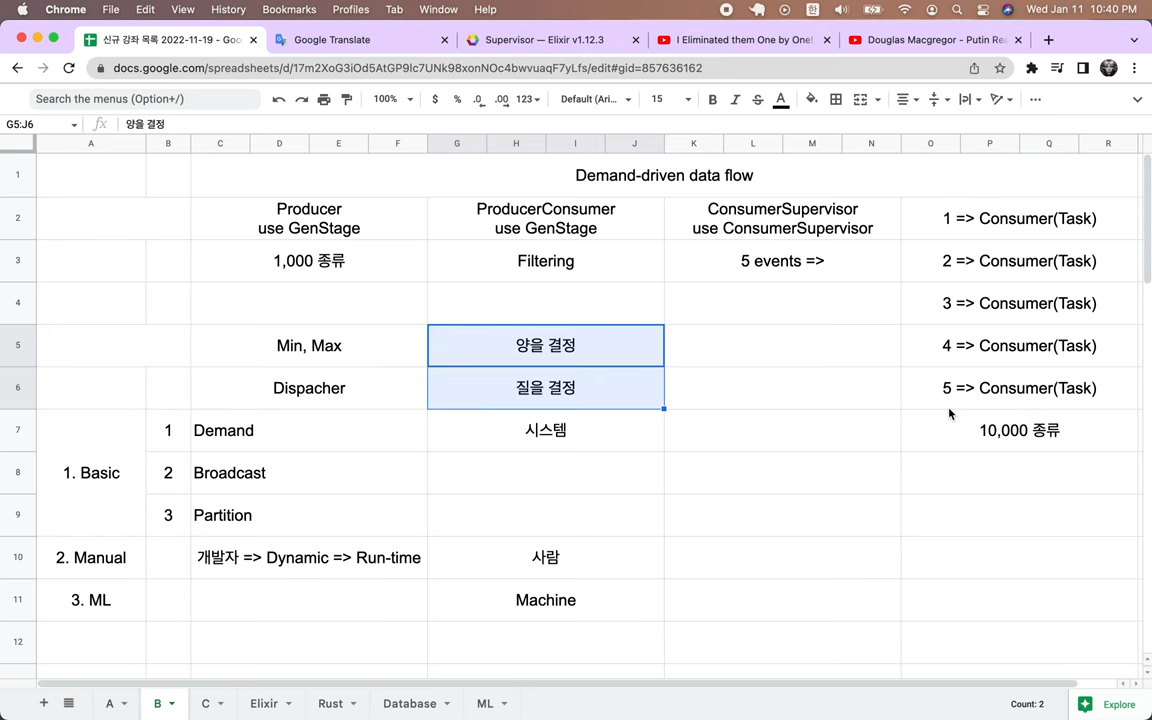 Chrome File Edit View History Bookmarks Profiles Tab Window Help 한 Wed Jan 11 10:40 PM
신규 강좌 목록 2022-11-19 - Goo Google Translate Supervisor — Elixir v1.12.3 I Eliminated them One by One! Douglas Macgregor - Putin Rea
docs.google.com/spreadsheets/d/17m2XoG3iOd5AtGP9lc7UNk98xonNOc4bwvuaqF7yLfs/edit#gid=857636162
Search the menus (Option+/) 100% $ % .0 .00 123 Default (Ari... 15 B I S A
G5:J6 fx 양을 결정
A B C D E F G H I J K L M N O P Q R
1 Demand-driven data flow
2 Producer ProducerConsumer ConsumerSupervisor 1 => Consumer(Task)
use GenStage use GenStage use ConsumerSupervisor
3 1,000 종류 Filtering 5 events => 2 => Consumer(Task)
4 3 => Consumer(Task)
5 Min, Max 양을 결정 4 => Consumer(Task)
6 Dispacher 질을 결정 5 => Consumer(Task)
7 1 Demand 시스템 10,000 종류
8 1. Basic 2 Broadcast
9 3 Partition
10 2. Manual 개발자 => Dynamic => Run-time 사람
11 3. ML Machine
12
A B C Elixir Rust Database ML Count: 2 Explore